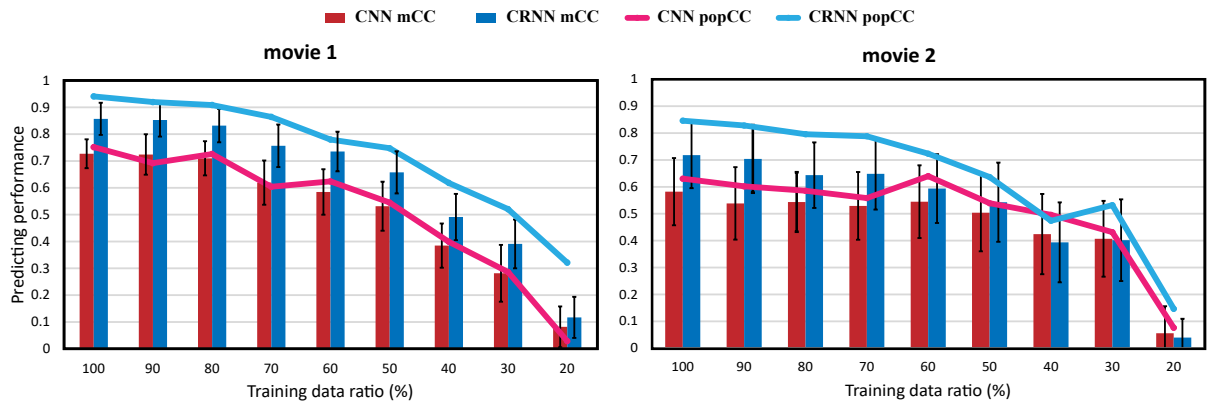 CNN mCC CRNN mCC CNN popCC CRNN popCC
movie 1
Predicting performance
1
0.9
0.8
0.7
0.6
0.5
0.4
0.3
0.2
0.1
0
100 90 80 70 60 50 40 30 20
Training data ratio (%)
movie 2
1
0.9
0.8
0.7
0.6
0.5
0.4
0.3
0.2
0.1
0
100 90 80 70 60 50 40 30 20
Training data ratio (%)